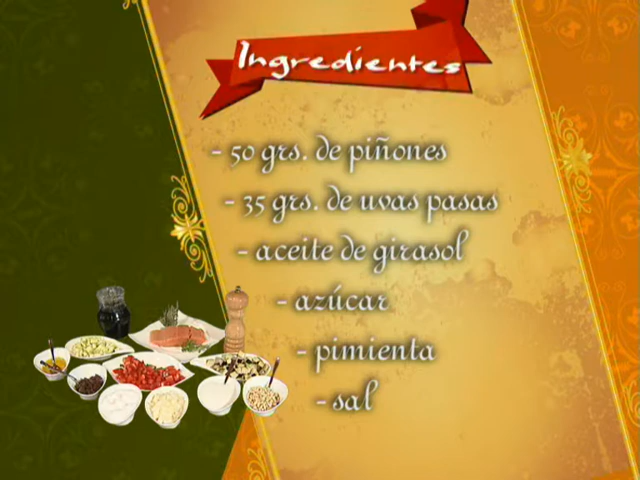 Ingredientes
- 50 grs. de piñones
- 35 grs. de uvas pasas
- aceite de girasol
- azúcar
- pimienta
- sal